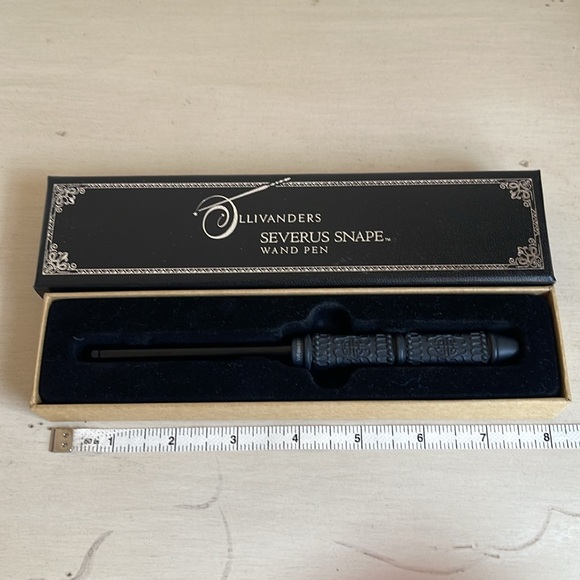 OLLIVANDERS
SEVERUS SNAPE™
WAND PEN
1 2 3 4 5 6 7 8